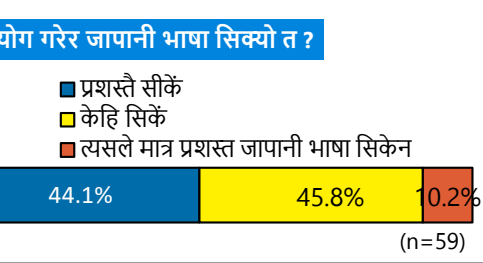 योग गरेर जापानी भाषा सिक्यो त ?
प्रशस्तै सीकें
केहि सिकें
त्यसले मात्र प्रशस्त जापानी भाषा सिकेन
44.1% 45.8% 10.2%
(n=59)